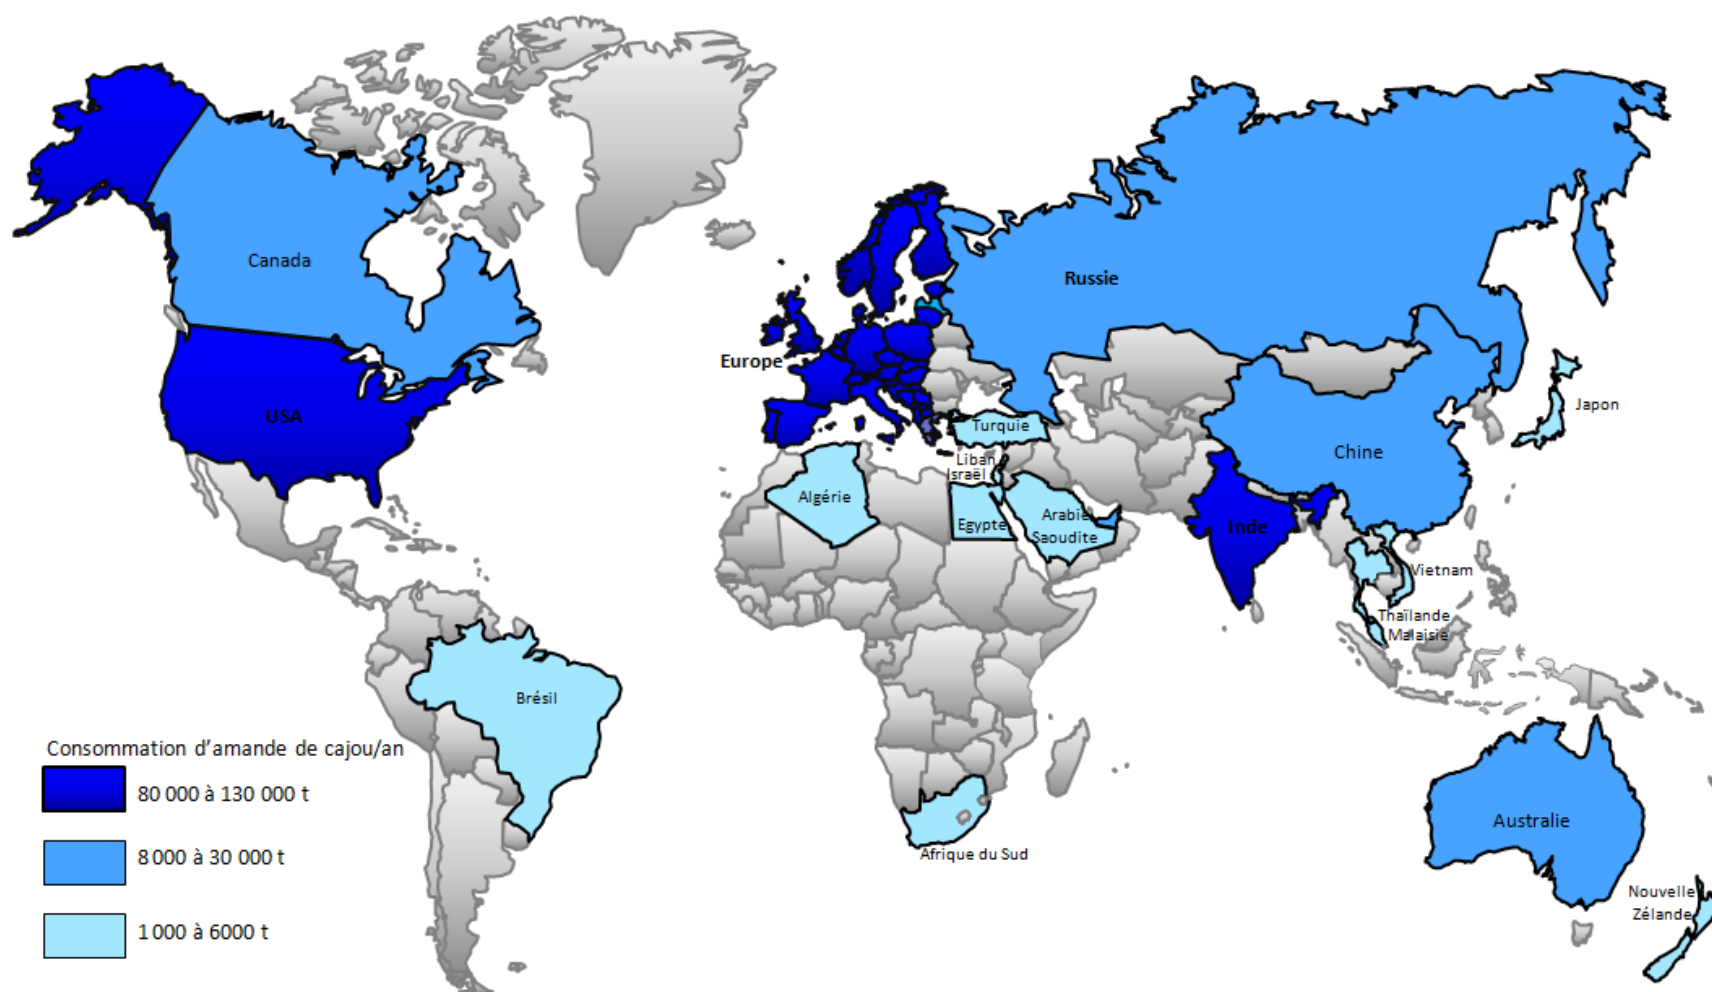 Canada
Russie
Europe
USA
Japon
Turquie
Chine
Liban
Israël
Algérie
Arabie
Saoudite
Egypte
Inde
Vietnam
Thaïlande
Malaisie
Brésil
Consommation d’amande de cajou/an
80 000 à 130 000 t
8 000 à 30 000 t
1 000 à 6000 t
Australie
Afrique du Sud
Nouvelle
Zélande